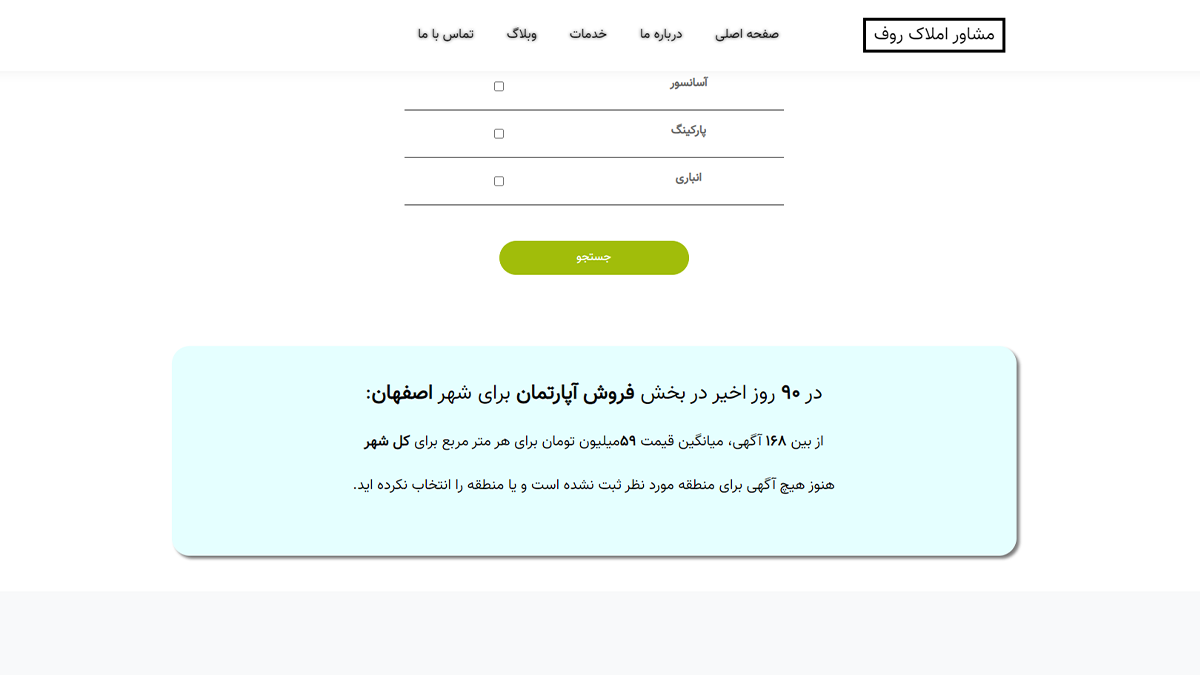 مشاور املاک روف
صفحه اصلی درباره ما خدمات وبلاگ تماس با ما
آسانسور
پارکینگ
انباری
جستجو
در ۹۰ روز اخیر در بخش فروش آپارتمان برای شهر اصفهان:
از بین ۱۶۸ آگهی، میانگین قیمت ۵۹میلیون تومان برای هر متر مربع برای کل شهر
هنوز هیچ آگهی برای منطقه مورد نظر ثبت نشده است و یا منطقه را انتخاب نکرده اید.